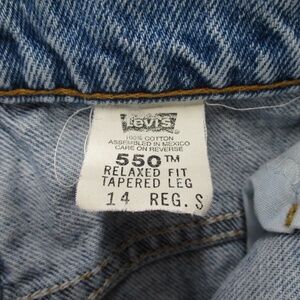 Levi's
100% COTTON
ASSEMBLED IN MEXICO
CARE ON REVERSE
550™
RELAXED FIT
TAPERED LEG
14 REG. S